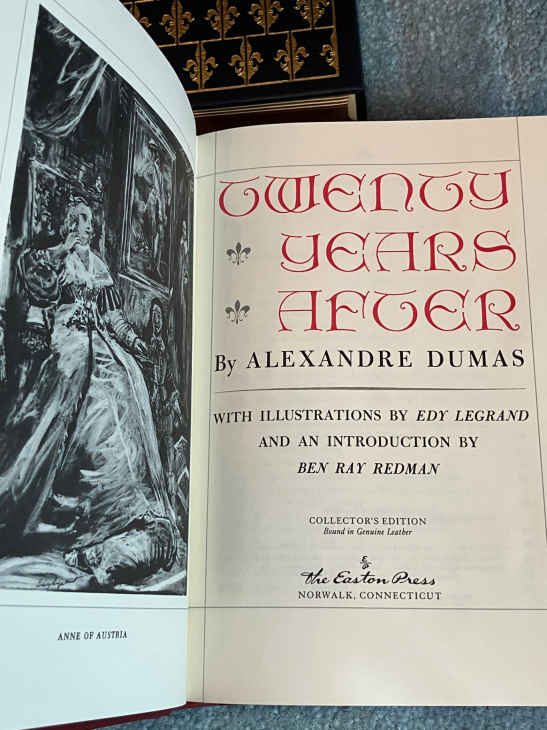 ANNE OF AUSTRIA
TWENTY
YEARS
AFTER
By ALEXANDRE DUMAS
WITH ILLUSTRATIONS BY EDY LEGRAND
AND AN INTRODUCTION BY
BEN RAY REDMAN
COLLECTOR'S EDITION
Bound in Genuine Leather
The Easton Press
NORWALK, CONNECTICUT